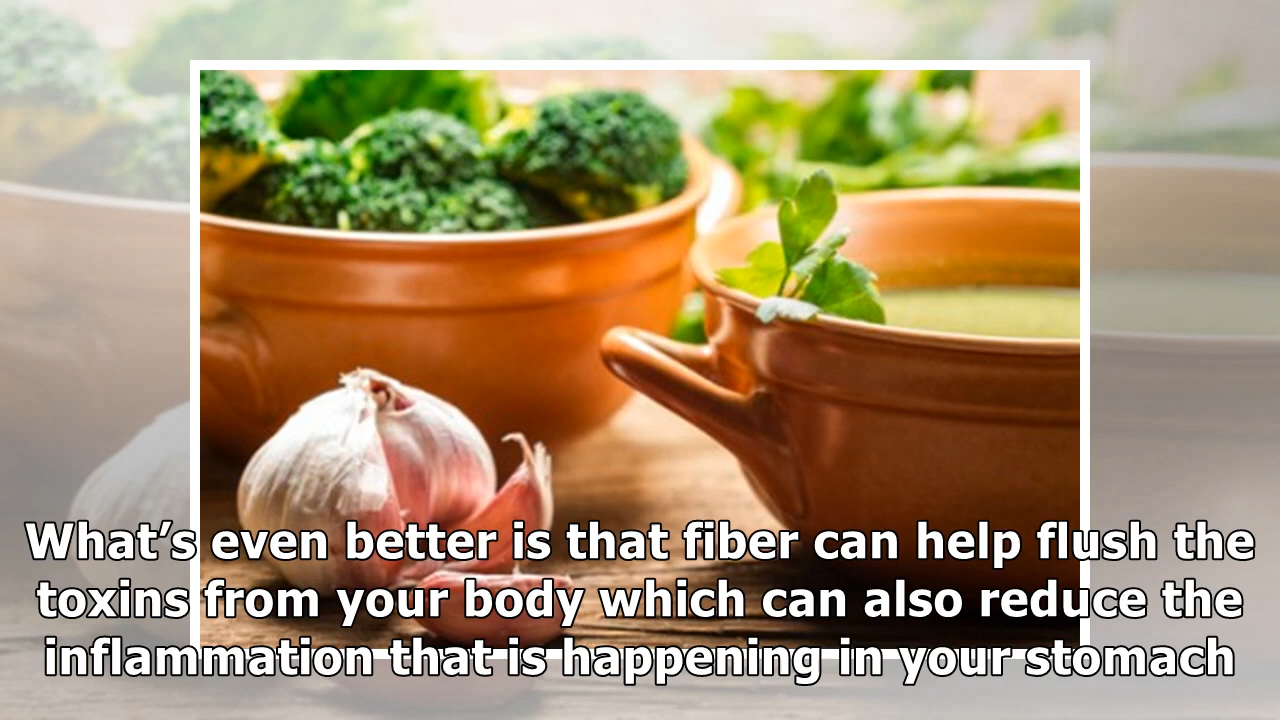 What’s even better is that fiber can help flush the
toxins from your body which can also reduce the
inflammation that is happening in your stomach